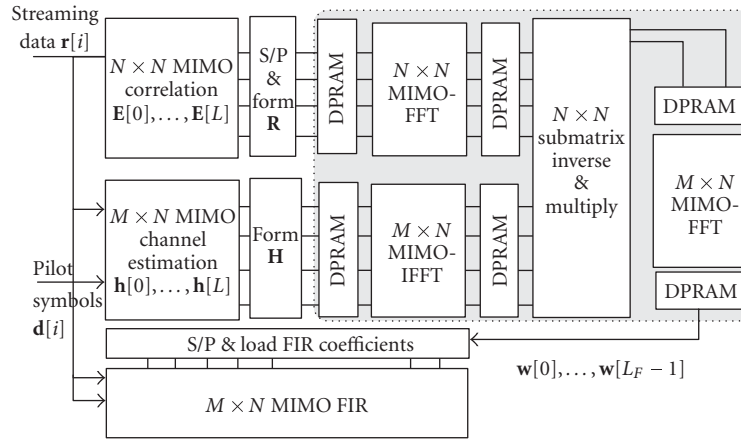 Streaming
data r[i]
N × N MIMO
correlation
E[0],...,E[L]
S/P
&
form
R
DPRAM
N × N
MIMO-
FFT
DPRAM
N × N
submatrix
inverse
&
multiply
DPRAM
M × N
MIMO-
FFT
DPRAM
M × N MIMO
channel
estimation
h[0],...,h[L]
Form
H
DPRAM
M × N
MIMO-
IFFT
DPRAM
Pilot
symbols
d[i]
S/P & load FIR coefficients
w[0],...,w[L_F − 1]
M × N MIMO FIR